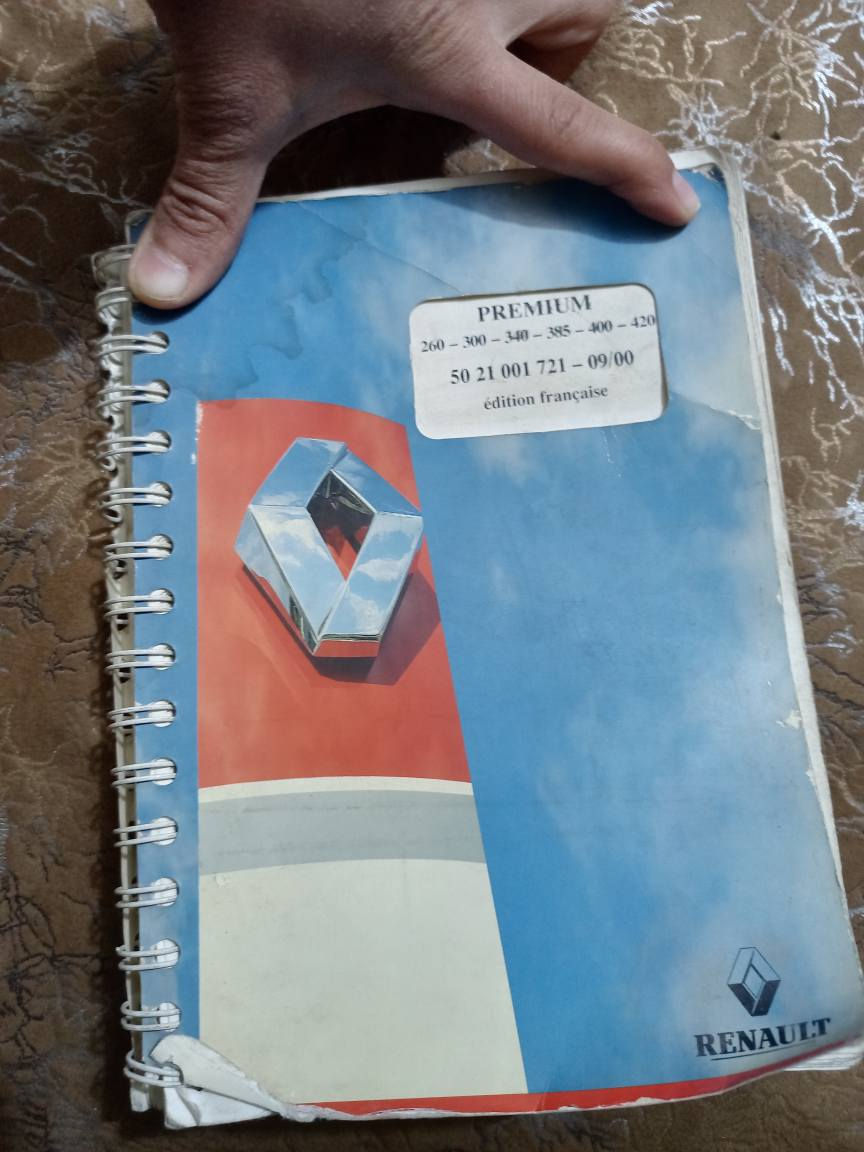 PREMIUM
260 – 300 – 340 – 385 – 400 – 420
50 21 001 721 – 09/00
édition française
RENAULT